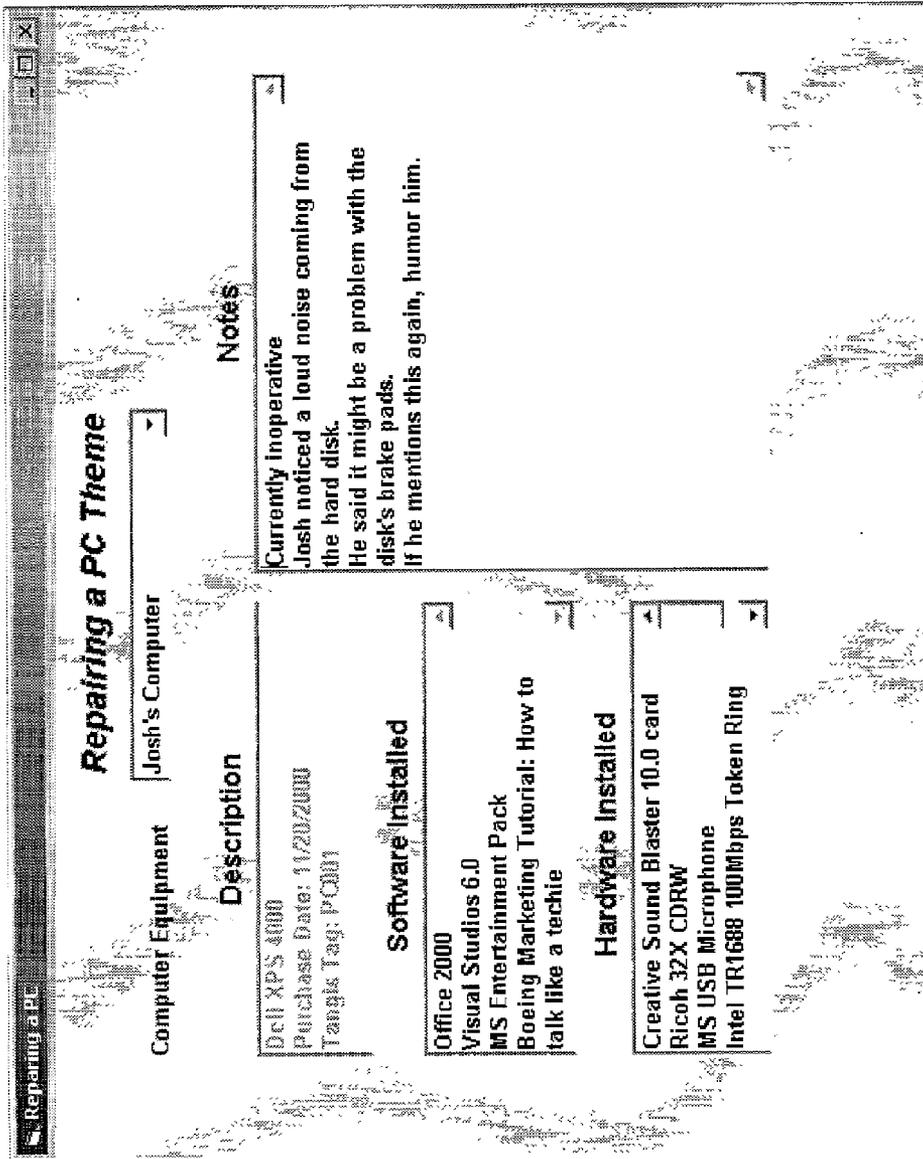 Reparing a PC
Repairing a PC Theme
Computer Equipment
Josh's Computer
Description
Dell XPS 4000
Purchase Date: 11/20/2000
Tangis Tag: PC001
Software Installed
Office 2000
Visual Studios 6.0
MS Entertainment Pack
Boeing Marketing Tutorial: How to
talk like a techie
Hardware Installed
Creative Sound Blaster 10.0 card
Ricoh 32X CDRW
MS USB Microphone
Intel TR1688 100Mbps Token Ring
Notes
Currently inoperative
Josh noticed a loud noise coming from
the hard disk.
He said it might be a problem with the
disk's brake pads.
If he mentions this again, humor him.